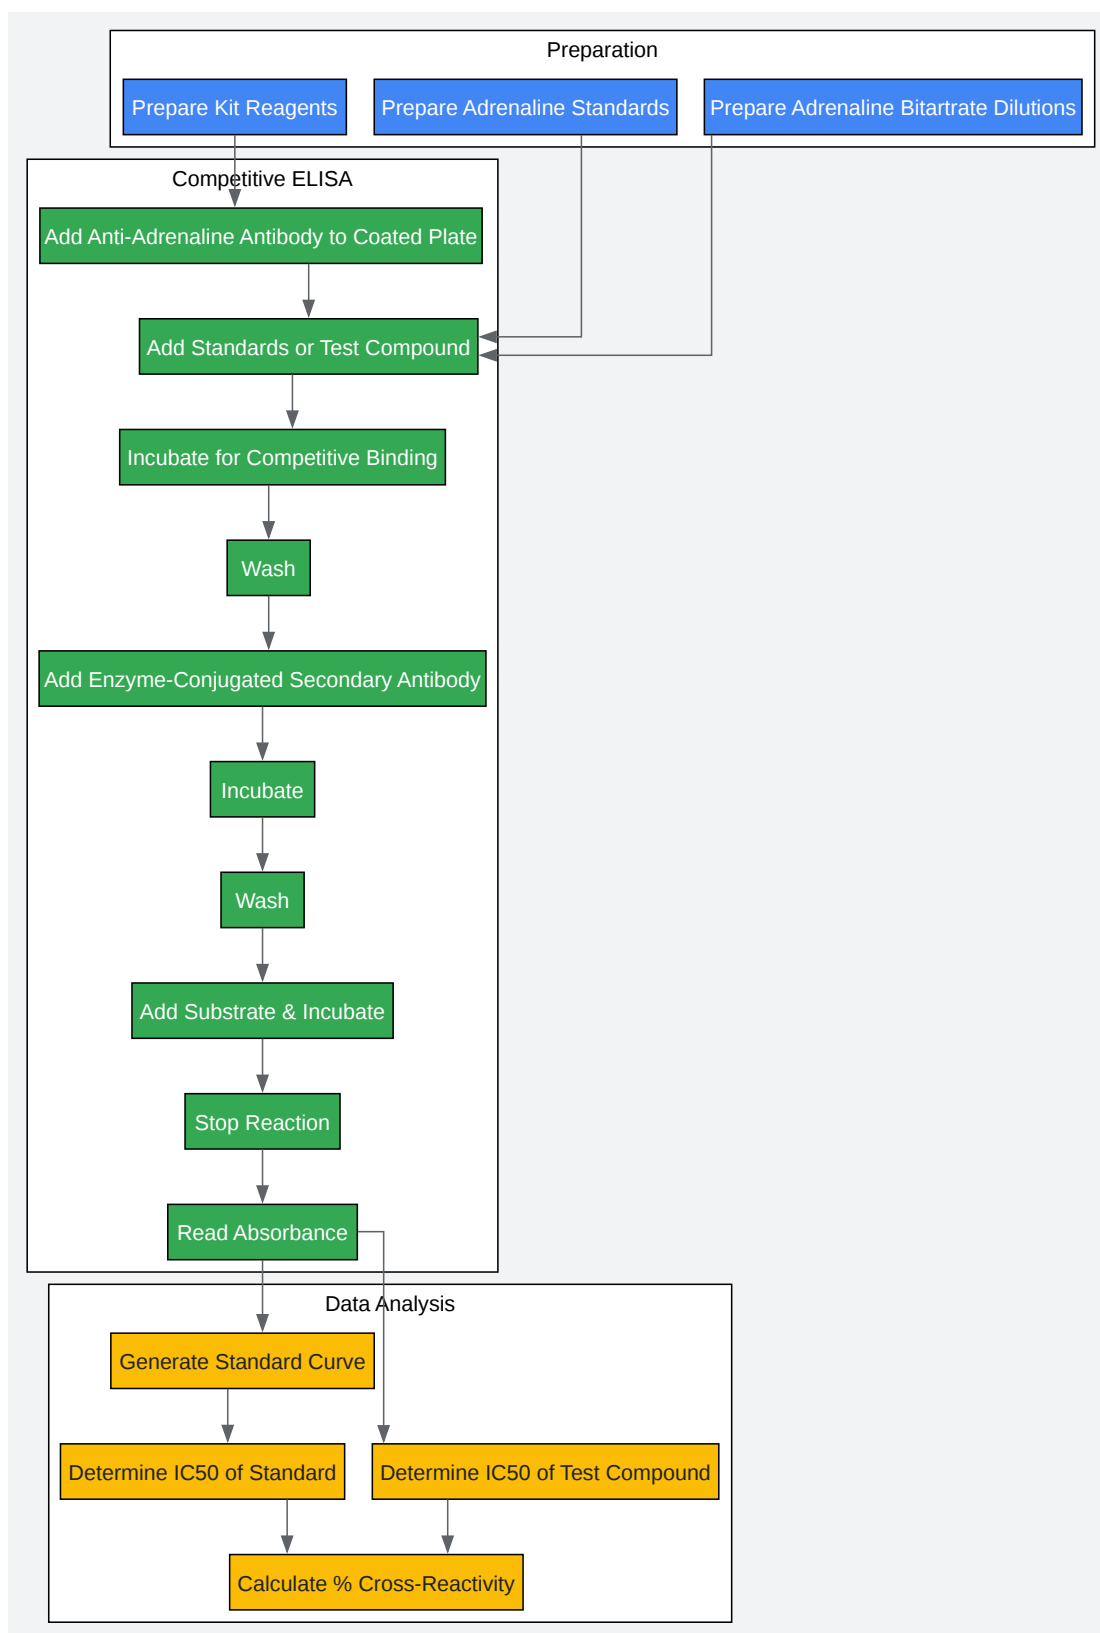 Preparation
Prepare Kit Reagents
Prepare Adrenaline Standards
Prepare Adrenaline Bitartrate Dilutions
Competitive ELISA
Add Anti-Adrenaline Antibody to Coated Plate
Add Standards or Test Compound
Incubate for Competitive Binding
Wash
Add Enzyme-Conjugated Secondary Antibody
Incubate
Wash
Add Substrate & Incubate
Stop Reaction
Read Absorbance
Data Analysis
Generate Standard Curve
Determine IC50 of Standard
Determine IC50 of Test Compound
Calculate % Cross-Reactivity